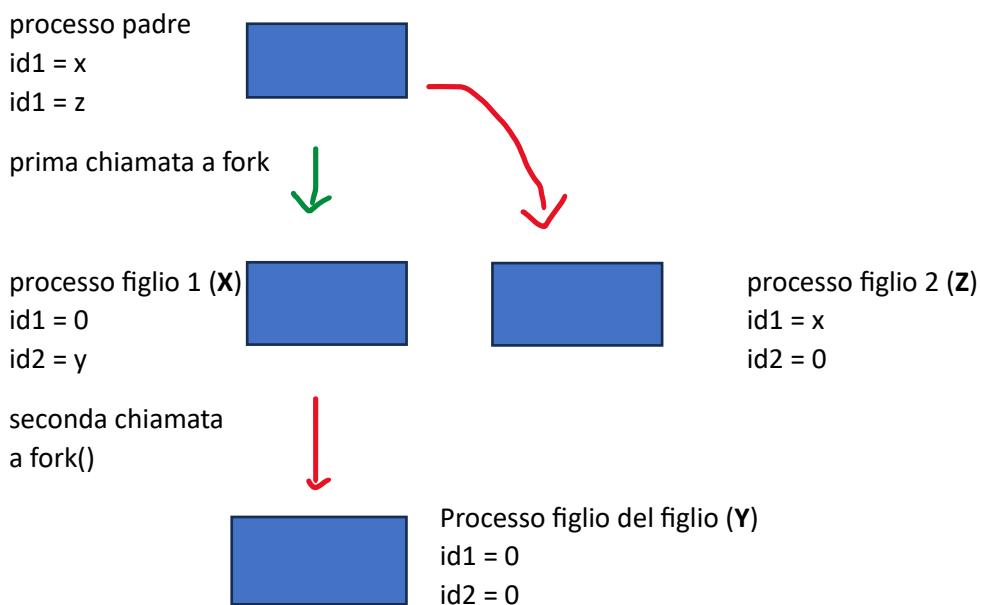 processo padre
id1 = x
id1 = z
prima chiamata a fork
processo figlio 1 (X)
id1 = 0
id2 = y
processo figlio 2 (Z)
id1 = x
id2 = 0
seconda chiamata
a fork()
Processo figlio del figlio (Y)
id1 = 0
id2 = 0